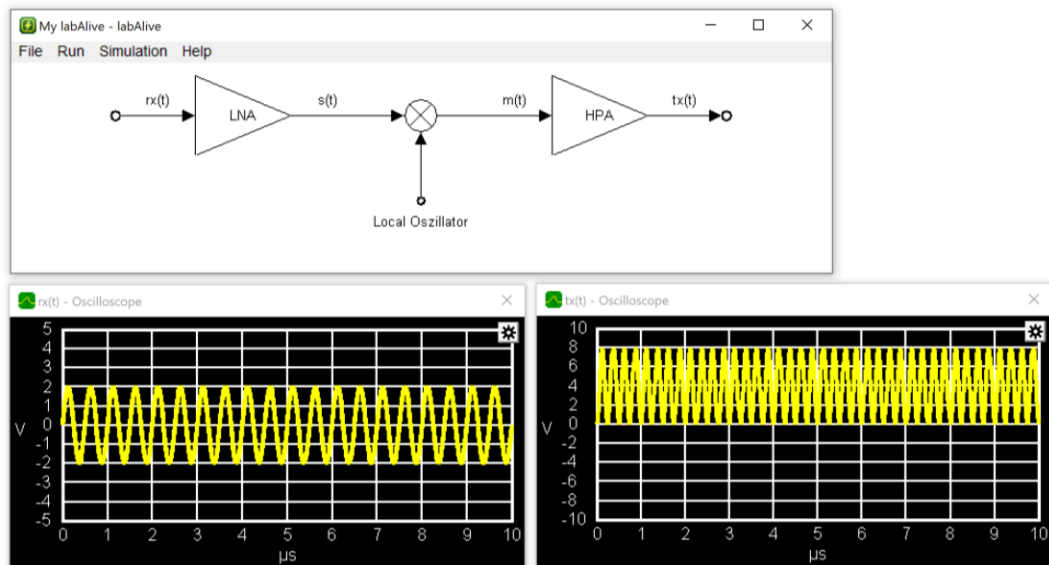 My labAlive - labAlive
File Run Simulation Help
rx(t) s(t) m(t) tx(t)
LNA HPA
Local Oszillator
rx(t) - Oscilloscope
5
4
3
2
1
0
-1
-2
-3
-4
-5
V
0 1 2 3 4 5 6 7 8 9 10
µs
tx(t) - Oscilloscope
10
8
6
4
2
0
-2
-4
-6
-8
-10
V
0 1 2 3 4 5 6 7 8 9 10
µs